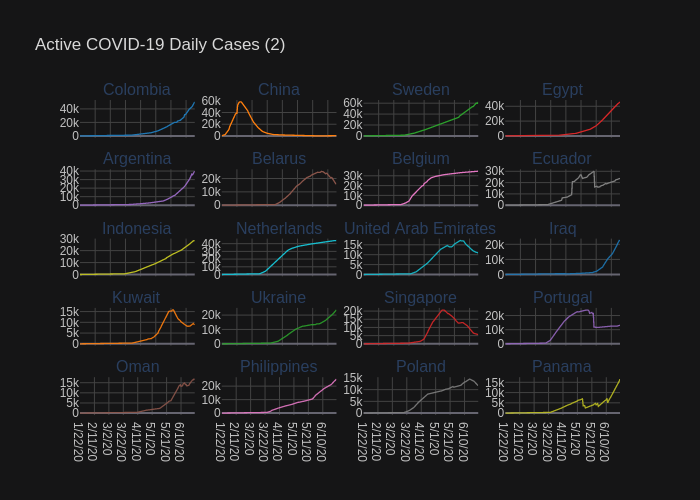 Active COVID-19 Daily Cases (2)
Colombia China Sweden Egypt
40k 20k 0
60k 40k 20k 0
60k 40k 20k 0
40k 20k 0
Argentina Belarus Belgium Ecuador
40k 30k 20k 10k 0
20k 0
30k 20k 10k 0
30k 20k 10k 0
Indonesia Netherlands United Arab Emirates Iraq
30k 20k 10k 0
40k 30k 20k 10k 0
15k 10k 5k 0
20k 10k 0
Kuwait Ukraine Singapore Portugal
15k 10k 5k 0
20k 0
20k 15k 10k 5k 0
20k 10k 0
Oman Philippines Poland Panama
15k 10k 5k 0
20k 10k 0
15k 10k 5k 0
15k 10k 5k 0
1/22/20 2/11/20 3/2/20 3/22/20 4/11/20 5/1/20 5/21/20 6/10/20
1/22/20 2/11/20 3/2/20 3/22/20 4/11/20 5/1/20 5/21/20 6/10/20
1/22/20 2/11/20 3/2/20 3/22/20 4/11/20 5/1/20 5/21/20 6/10/20
1/22/20 2/11/20 3/2/20 3/22/20 4/11/20 5/1/20 5/21/20 6/10/20